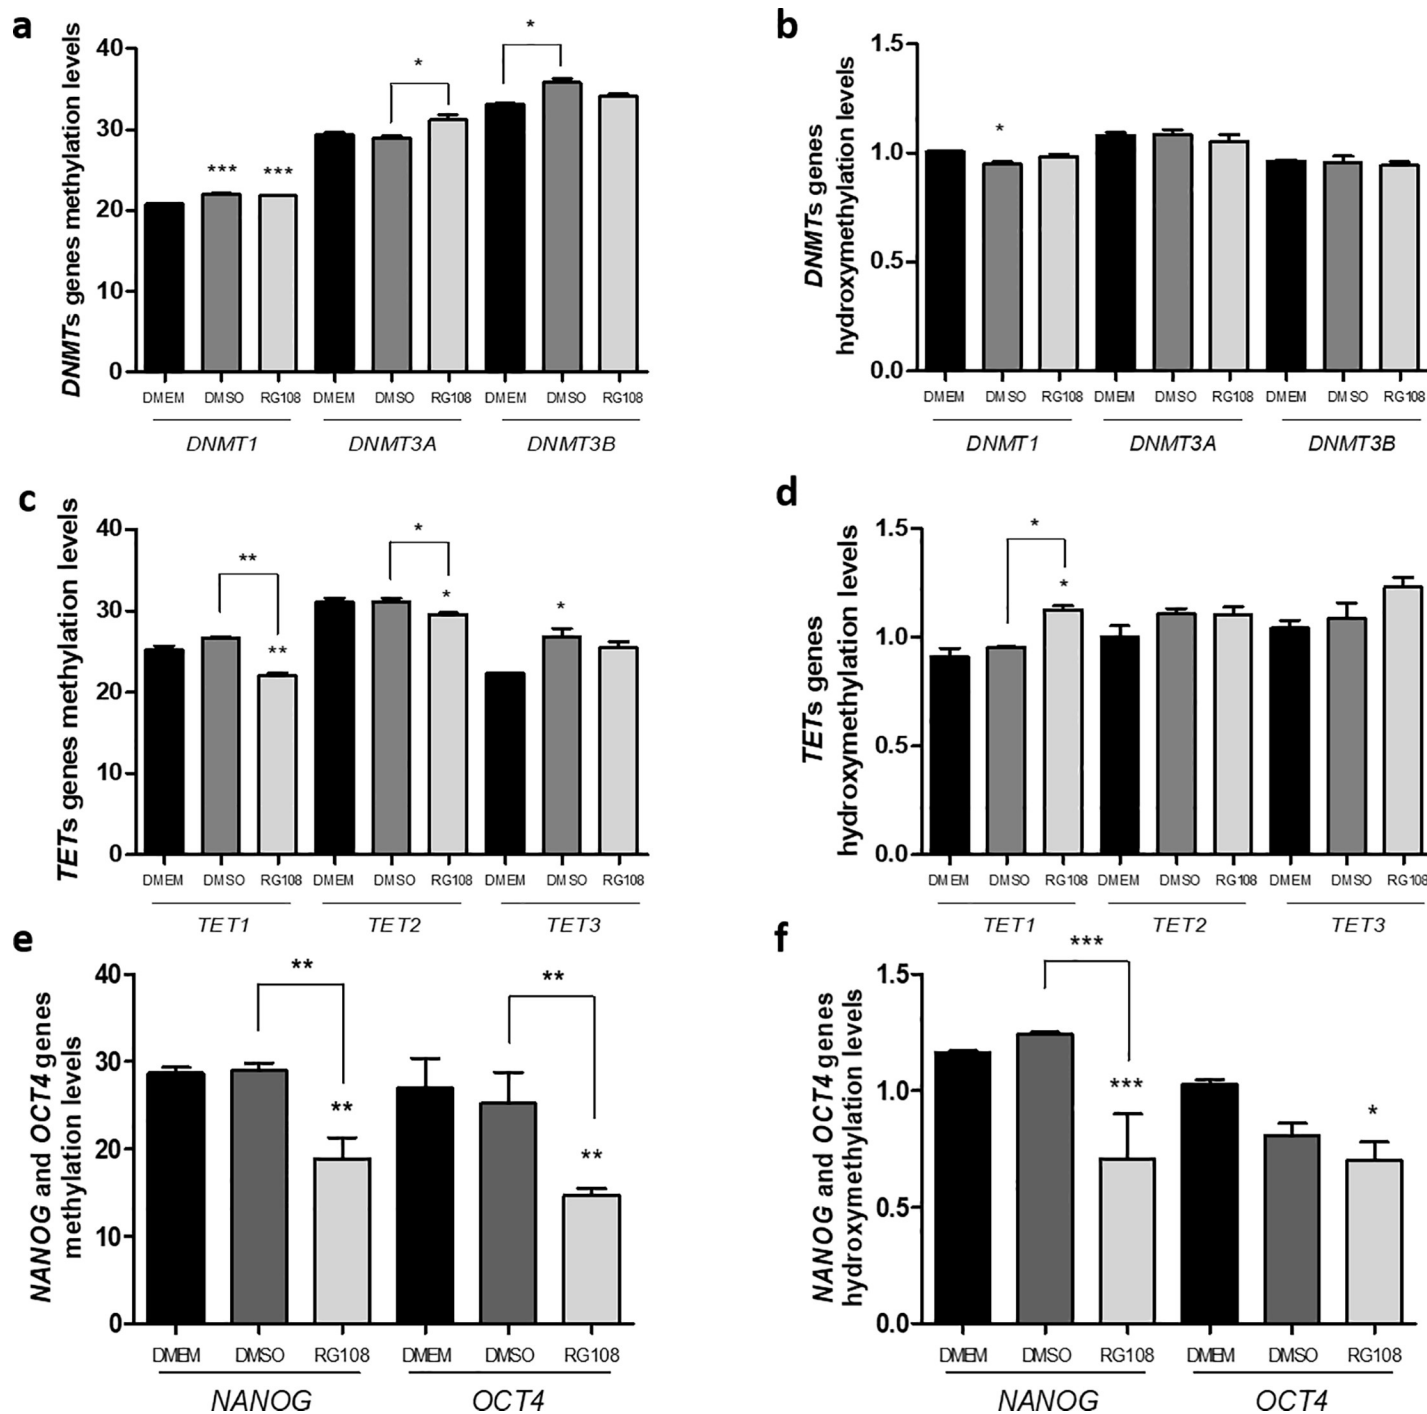 a
DNMTs genes methylation levels
40
30
20
10
0
***
***
*
*
DMEM DMSO RG108 DMEM DMSO RG108 DMEM DMSO RG108
DNMT1 DNMT3A DNMT3B
b
DNMTs genes
hydroxymethylation levels
1.5
1.0
0.5
0.0
*
DMEM DMSO RG108 DMEM DMSO RG108 DMEM DMSO RG108
DNMT1 DNMT3A DNMT3B
c
TETs genes methylation levels
40
30
20
10
0
**
**
*
*
*
DMEM DMSO RG108 DMEM DMSO RG108 DMEM DMSO RG108
TET1 TET2 TET3
d
TETs genes
hydroxymethylation levels
1.5
1.0
0.5
0.0
*
*
DMEM DMSO RG108 DMEM DMSO RG108 DMEM DMSO RG108
TET1 TET2 TET3
e
NANOG and OCT4 genes
methylation levels
40
30
20
10
0
**
**
**
**
DMEM DMSO RG108 DMEM DMSO RG108
NANOG OCT4
f
NANOG and OCT4 genes
hydroxymethylation levels
1.5
1.0
0.5
0.0
***
***
*
DMEM DMSO RG108 DMEM DMSO RG108
NANOG OCT4